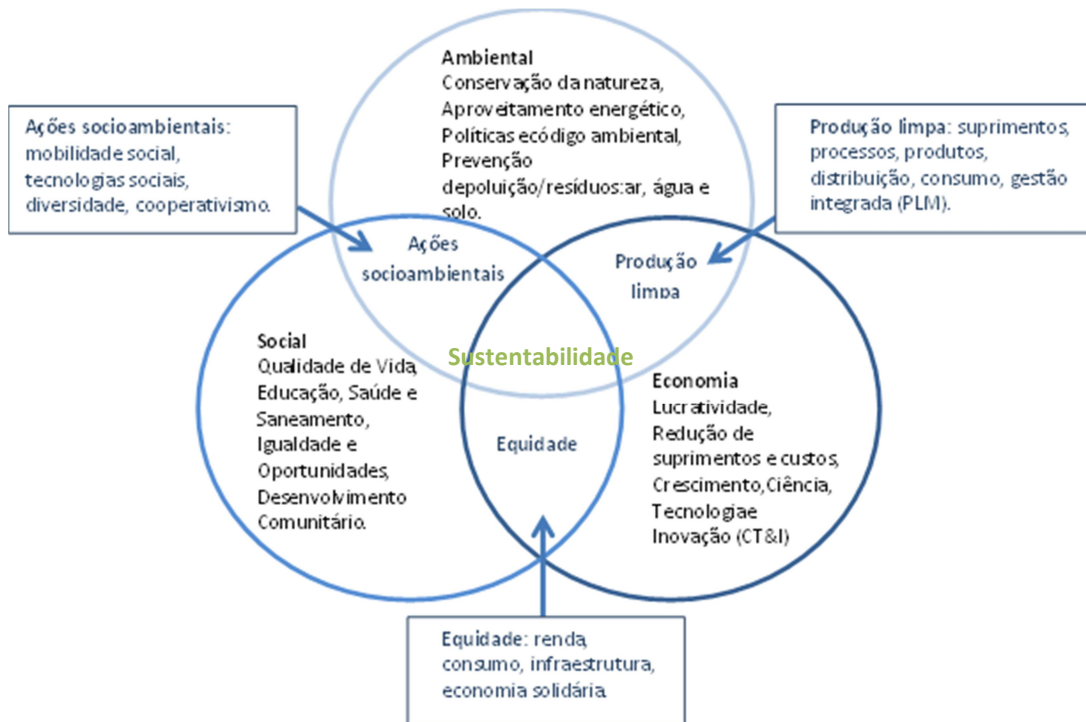 Ambiental
Conservação da natureza,
Aproveitamento energético,
Políticas ecódigo ambiental,
Prevenção
depoluição/resíduos:ar, água e
solo.
Ações socioambientais:
mobilidade social,
tecnologias sociais,
diversidade, cooperativismo.
Produção limpa: suprimentos,
processos, produtos,
distribuição, consumo, gestão
integrada (PLM).
Ações
socioambientais
Produção
limpa
Social
Qualidade de Vida,
Educação, Saúde e
Saneamento,
Igualdade e
Oportunidades,
Desenvolvimento
Comunitário.
Sustentabilidade
Economia
Lucratividade,
Redução de
suprimentos e custos,
Crescimento,Ciência,
Tecnologiae
Inovação (CT&I)
Equidade
Equidade: renda,
consumo, infraestrutura,
economia solidária.